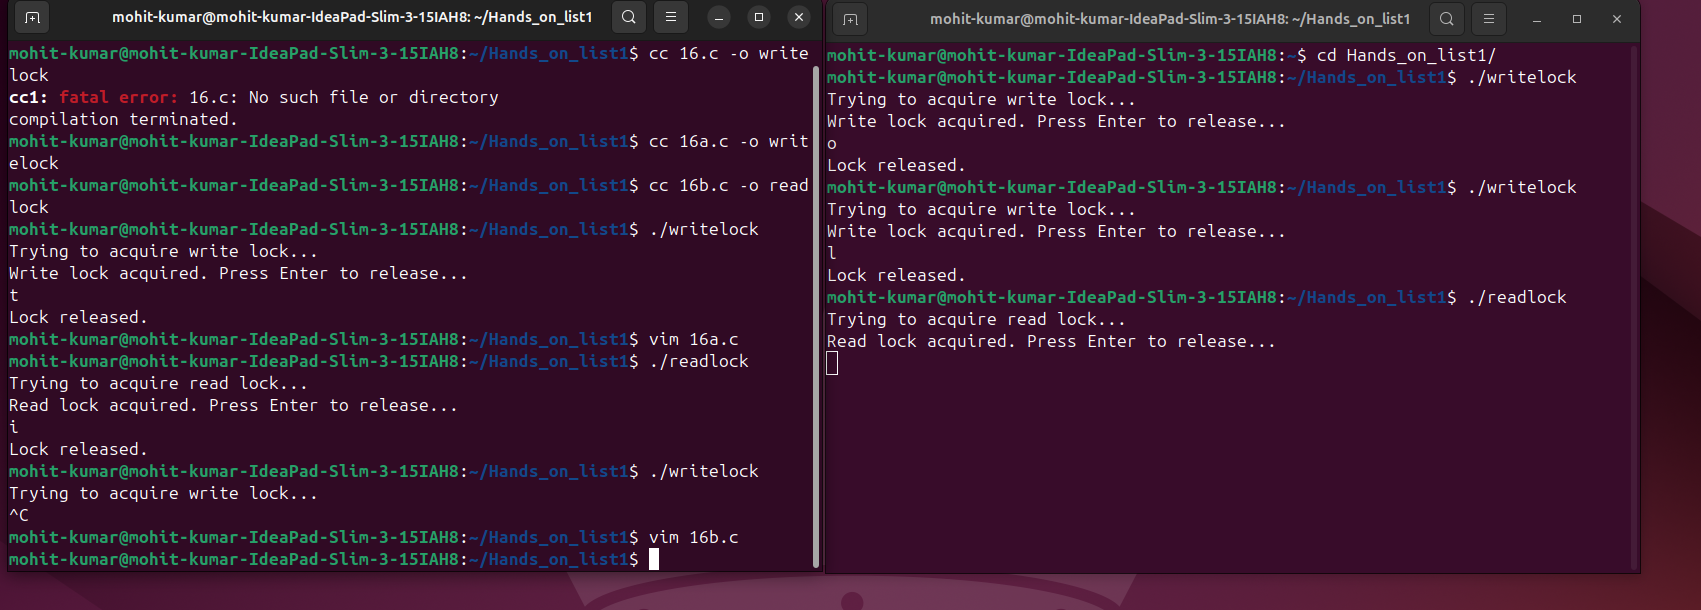 mohit-kumar@mohit-kumar-IdeaPad-Slim-3-15IAH8: ~/Hands_on_list1
mohit-kumar@mohit-kumar-IdeaPad-Slim-3-15IAH8:~/Hands_on_list1$ cc 16.c -o write
lock
cc1: fatal error: 16.c: No such file or directory
compilation terminated.
mohit-kumar@mohit-kumar-IdeaPad-Slim-3-15IAH8:~/Hands_on_list1$ cc 16a.c -o writ
elock
mohit-kumar@mohit-kumar-IdeaPad-Slim-3-15IAH8:~/Hands_on_list1$ cc 16b.c -o read
lock
mohit-kumar@mohit-kumar-IdeaPad-Slim-3-15IAH8:~/Hands_on_list1$ ./writelock
Trying to acquire write lock...
Write lock acquired. Press Enter to release...
t
Lock released.
mohit-kumar@mohit-kumar-IdeaPad-Slim-3-15IAH8:~/Hands_on_list1$ vim 16a.c
mohit-kumar@mohit-kumar-IdeaPad-Slim-3-15IAH8:~/Hands_on_list1$ ./readlock
Trying to acquire read lock...
Read lock acquired. Press Enter to release...
i
Lock released.
mohit-kumar@mohit-kumar-IdeaPad-Slim-3-15IAH8:~/Hands_on_list1$ ./writelock
Trying to acquire write lock...
^C
mohit-kumar@mohit-kumar-IdeaPad-Slim-3-15IAH8:~/Hands_on_list1$ vim 16b.c
mohit-kumar@mohit-kumar-IdeaPad-Slim-3-15IAH8:~/Hands_on_list1$
mohit-kumar@mohit-kumar-IdeaPad-Slim-3-15IAH8: ~/Hands_on_list1
mohit-kumar@mohit-kumar-IdeaPad-Slim-3-15IAH8:~$ cd Hands_on_list1/
mohit-kumar@mohit-kumar-IdeaPad-Slim-3-15IAH8:~/Hands_on_list1$ ./writelock
Trying to acquire write lock...
Write lock acquired. Press Enter to release...
o
Lock released.
mohit-kumar@mohit-kumar-IdeaPad-Slim-3-15IAH8:~/Hands_on_list1$ ./writelock
Trying to acquire write lock...
Write lock acquired. Press Enter to release...
l
Lock released.
mohit-kumar@mohit-kumar-IdeaPad-Slim-3-15IAH8:~/Hands_on_list1$ ./readlock
Trying to acquire read lock...
Read lock acquired. Press Enter to release...